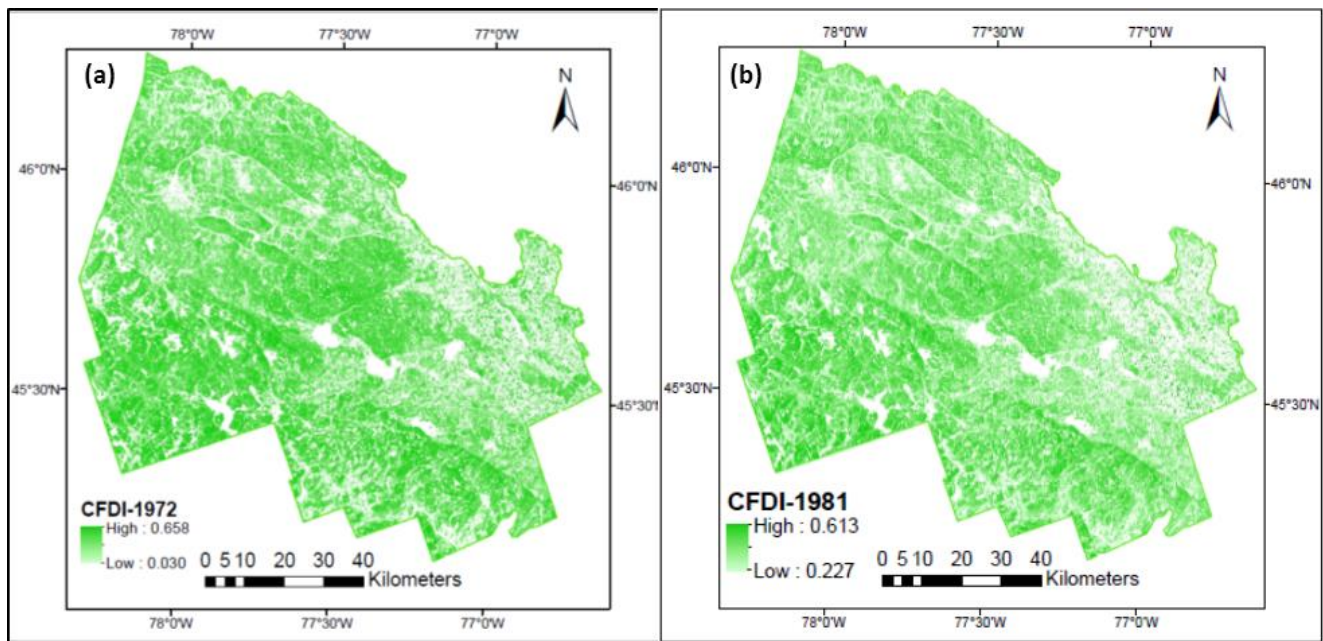 78°0'W 77°30'W 77°0'W
(a)
N
46°0'N 46°0'N
45°30'N 45°30'N
CFDI-1972
High : 0.658
Low : 0.030
0 5 10 20 30 40
Kilometers
78°0'W 77°30'W 77°0'W
78°0'W 77°30'W 77°0'W
(b)
N
46°0'N 46°0'N
45°30'N 45°30'N
CFDI-1981
High : 0.613
Low : 0.227
0 5 10 20 30 40
Kilometers
78°0'W 77°30'W 77°0'W